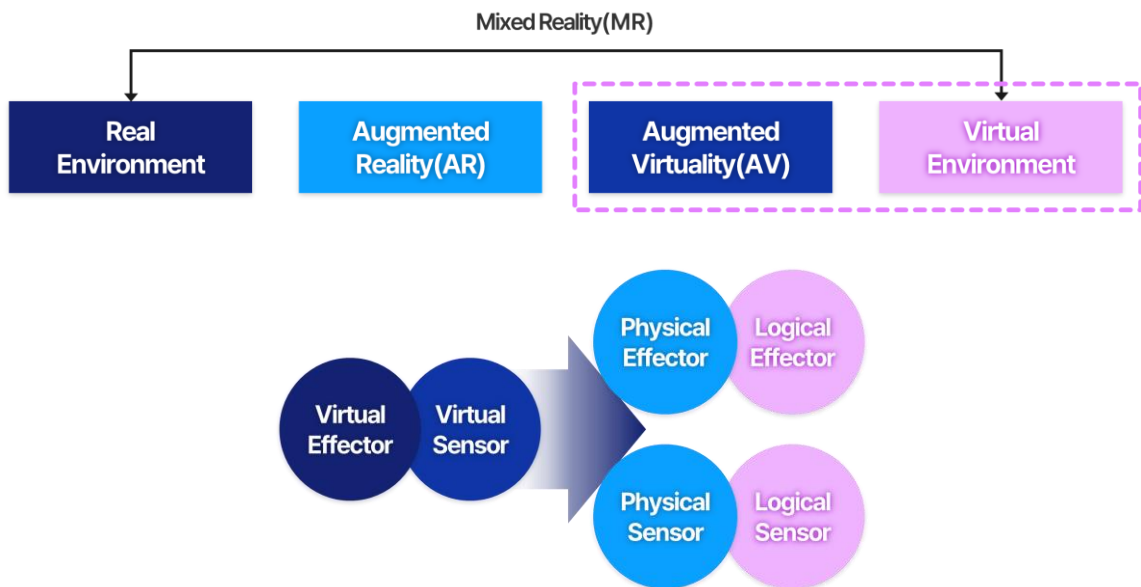 Mixed Reality(MR)
Real
Environment
Augmented
Reality(AR)
Augmented
Virtuality(AV)
Virtual
Environment
Physical
Effector
Logical
Effector
Virtual
Effector
Virtual
Sensor
Physical
Sensor
Logical
Sensor